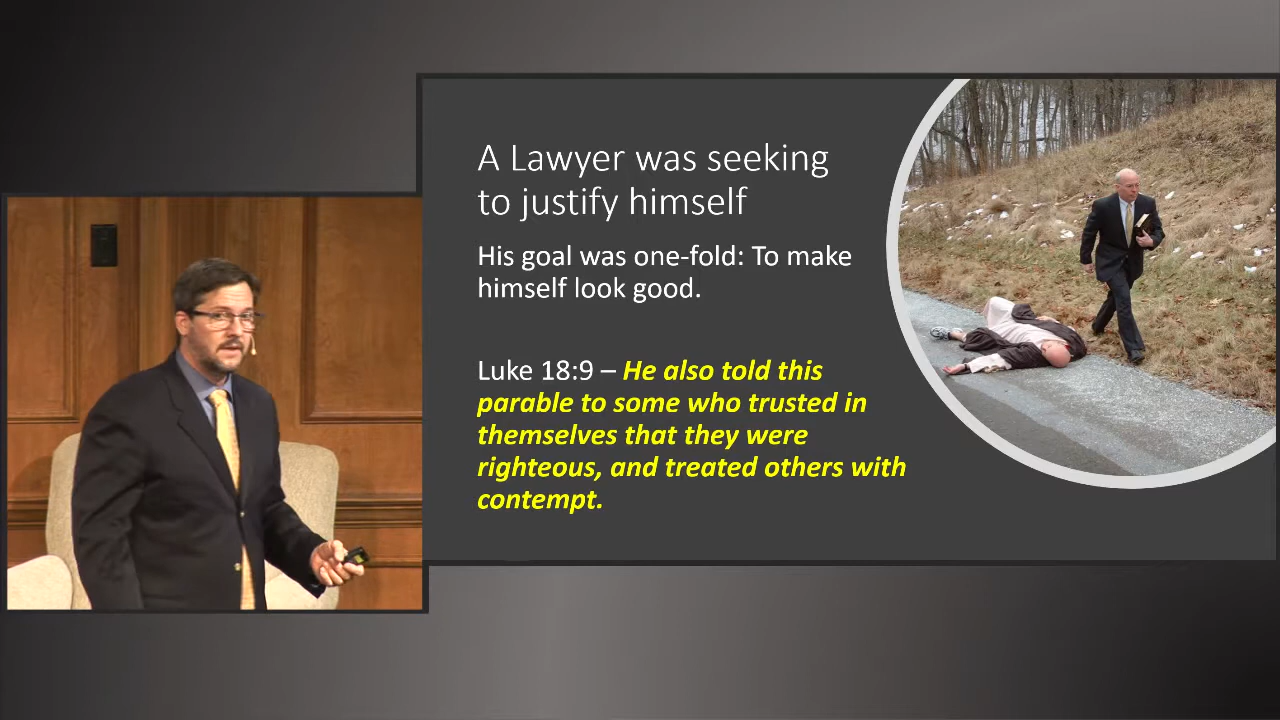 A Lawyer was seeking
to justify himself
His goal was one-fold: To make
himself look good.
Luke 18:9 – He also told this
parable to some who trusted in
themselves that they were
righteous, and treated others with
contempt.